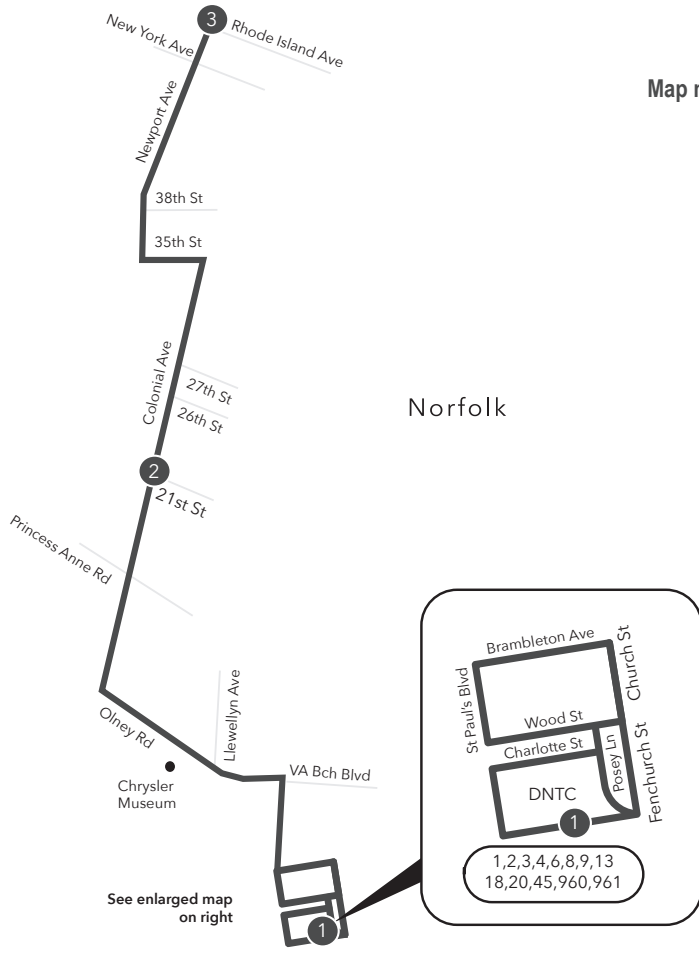 3
Rhode Island Ave
New York Ave
Map
Newport Ave
38th St
35th St
Colonial Ave
27th St
26th St
Norfolk
2
21st St
Princess Anne Rd
Olney Rd
Llewellyn Ave
Chrysler
Museum
VA Bch Blvd
See enlarged map
on right
1
Brambleton Ave
Church St
St Paul's Blvd
Wood St
Charlotte St
Posey Ln
Fenchurch St
DNTC
1
1,2,3,4,6,8,9,13
18,20,45,960,961